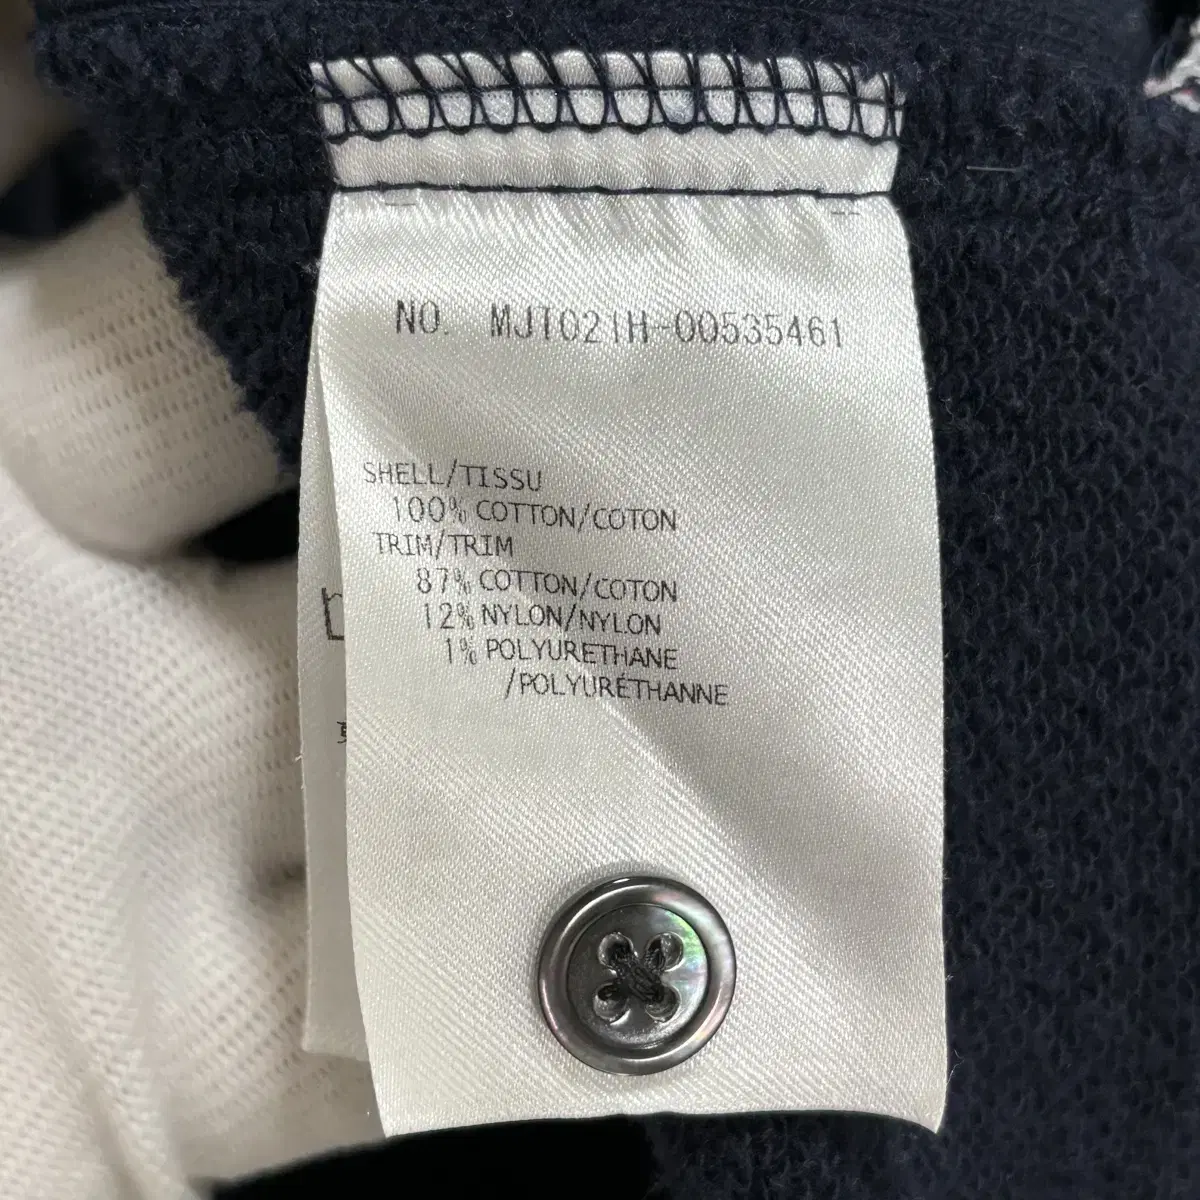 NO. MJT021H-00535461
SHELL/TISSU
100% COTTON/COTON
TRIM/TRIM
87% COTTON/COTON
12% NYLON/NYLON
1% POLYURETHANE
/POLYURÉTHANNE